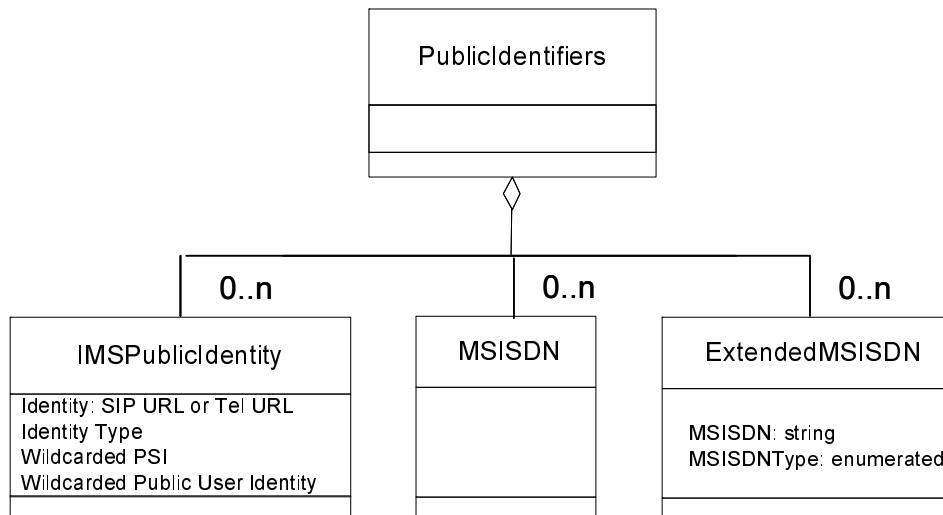 PublicIdentifiers
0..n
0..n
0..n
IMSPublicIdentity
MSISDN
ExtendedMSISDN
Identity: SIP URL or Tel URL
Identity Type
Wildcarded PSI
Wildcarded Public User Identity
MSISDN: string
MSISDNType: enumerated